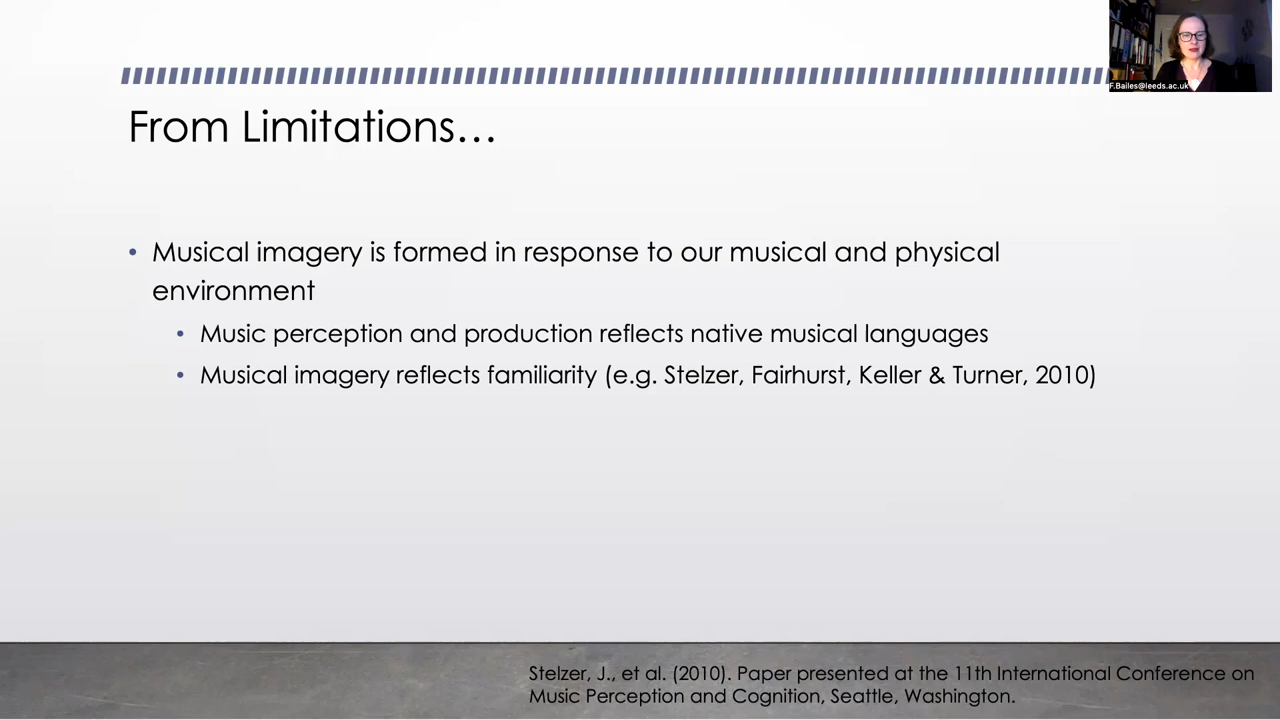 F.Bailes@leeds.ac.uk
From Limitations…
• Musical imagery is formed in response to our musical and physical
environment
• Music perception and production reflects native musical languages
• Musical imagery reflects familiarity (e.g. Stelzer, Fairhurst, Keller & Turner, 2010)
Stelzer, J., et al. (2010). Paper presented at the 11th International Conference on
Music Perception and Cognition, Seattle, Washington.